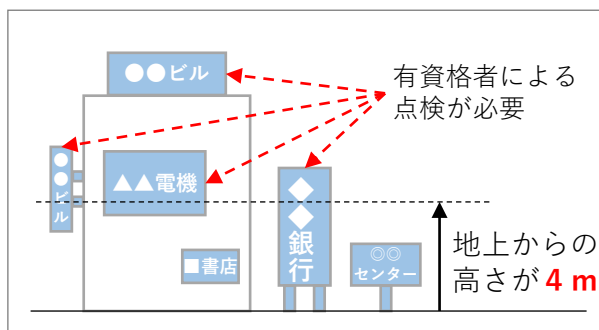 ●●ビル
有資格者による
点検が必要
●●ビル
▲▲電機
◆◆銀行
■書店
◎◎
センター
地上からの
高さが 4 m